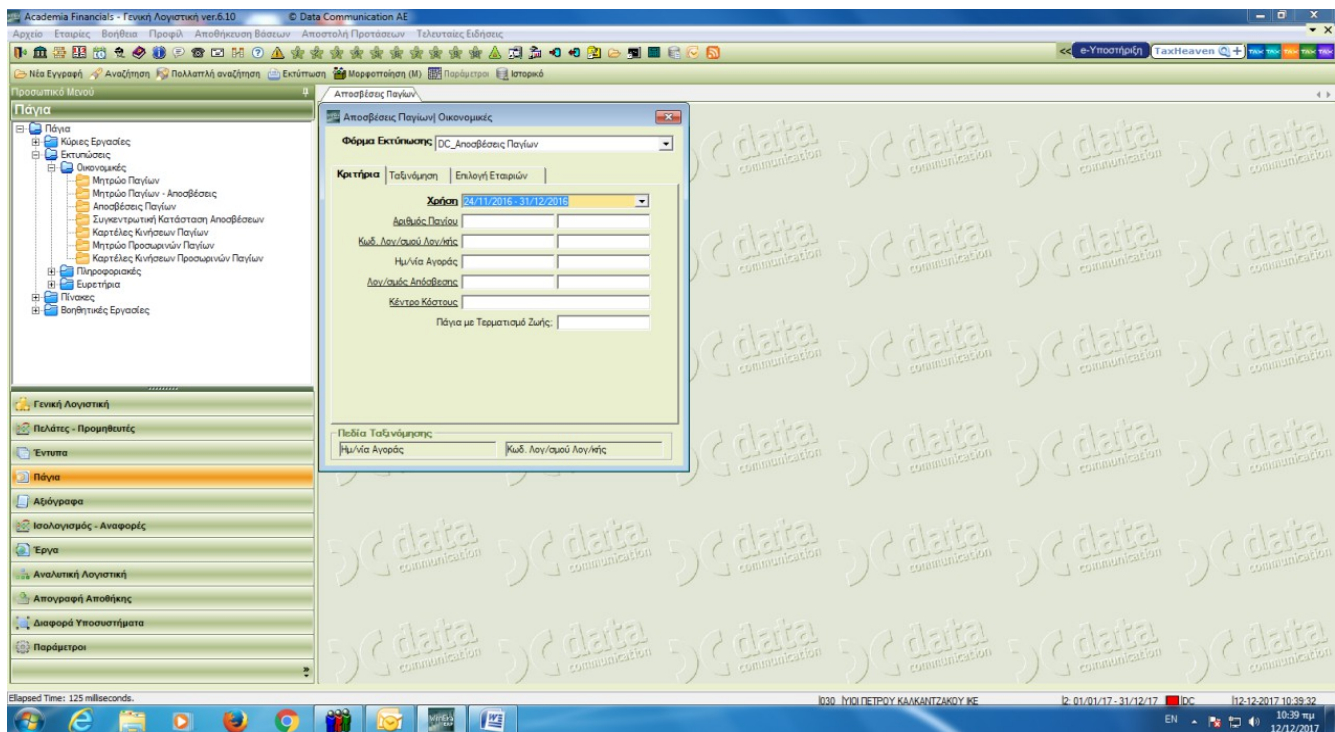 Academia Financials - Γενική Λογιστική ver.6.10 © Data Communication AE
Αρχείο Εταιρίες Βοήθεια Προφίλ Αποθήκευση Βάσεων Αποστολή Προτάσεων Τελευταίες Ειδήσεις
<< e-Υποστήριξη TaxHeaven
Νέα Εγγραφή Αναζήτηση Πολλαπλή αναζήτηση Εκτύπωση Μορφοποίηση (Μ) Παράμετροι Ιστορικό
Προσωπικό Μενού
Αποσβέσεις Παγίων
Πάγια
Πάγια
Κύριες Εργασίες
Εκτυπώσεις
Οικονομικές
Μητρώο Παγίων
Μητρώο Παγίων - Αποσβέσεις
Αποσβέσεις Παγίων
Συγκεντρωτική Κατάσταση Αποσβέσεων
Καρτέλες Κινήσεων Παγίων
Μητρώο Προσωρινών Παγίων
Καρτέλες Κινήσεων Προσωρινών Παγίων
Πληροφοριακές
Ευρετήρια
Πίνακες
Βοηθητικές Εργασίες
Αποσβέσεις Παγίων| Οικονομικές
Φόρμα Εκτύπωσης DC_Αποσβέσεις Παγίων
Κριτήρια Ταξινόμηση Επιλογή Εταιριών
Χρήση 24/11/2016 - 31/12/2016
Αριθμός Παγίου
Κωδ. Λογ/σμού Λογ/κής
Ημ/νία Αγοράς
Λογ/σμός Απόσβεσης
Κέντρο Κόστους
Πάγια με Τερματισμό Ζωής:
Πεδία Ταξινόμησης
Ημ/νία Αγοράς Κωδ. Λογ/σμού Λογ/κής
Γενική Λογιστική
Πελάτες - Προμηθευτές
Έντυπα
Πάγια
Αξιόγραφα
Ισολογισμός - Αναφορές
Έργα
Αναλυτική Λογιστική
Απογραφή Αποθήκης
Διαφορά Υποσυστήματα
Παράμετροι
data communication
Ellapsed Time: 125 milliseconds. 030 ΥΙΟΙ ΠΕΤΡΟΥ ΚΑΛΚΑΝΤΖΑΚΟΥ ΙΚΕ 2: 01/01/17 - 31/12/17 DC 12-12-2017 10:39:32
EN 10:39 πμ
12/12/2017